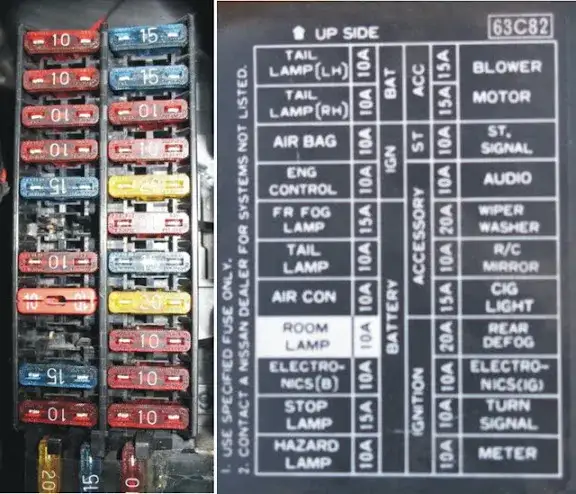 10 15
10 15
10 10
10 10
15 20
10
10 15
10 20
10
15 10
10 10
20 15 10
UP SIDE 63C82
TAIL LAMP(LH) 10A BAT ACC 15A BLOWER MOTOR
TAIL LAMP(RH) 10A 15A
AIR BAG 10A IGN ST 10A ST. SIGNAL
ENG CONTROL 10A ACCESSORY 10A AUDIO
FR FOG LAMP 15A BATTERY 20A WIPER WASHER
TAIL LAMP 10A 10A R/C MIRROR
AIR CON 10A 15A CIG LIGHT
ROOM LAMP 10A IGNITION 20A REAR DEFOG
ELECTRO-NICS(B) 10A 10A ELECTRO-NICS(IG)
STOP LAMP 15A 10A TURN SIGNAL
HAZARD LAMP 10A 10A METER
1. USE SPECIFIED FUSE ONLY.
2. CONTACT A NISSAN DEALER FOR SYSTEMS NOT LISTED.